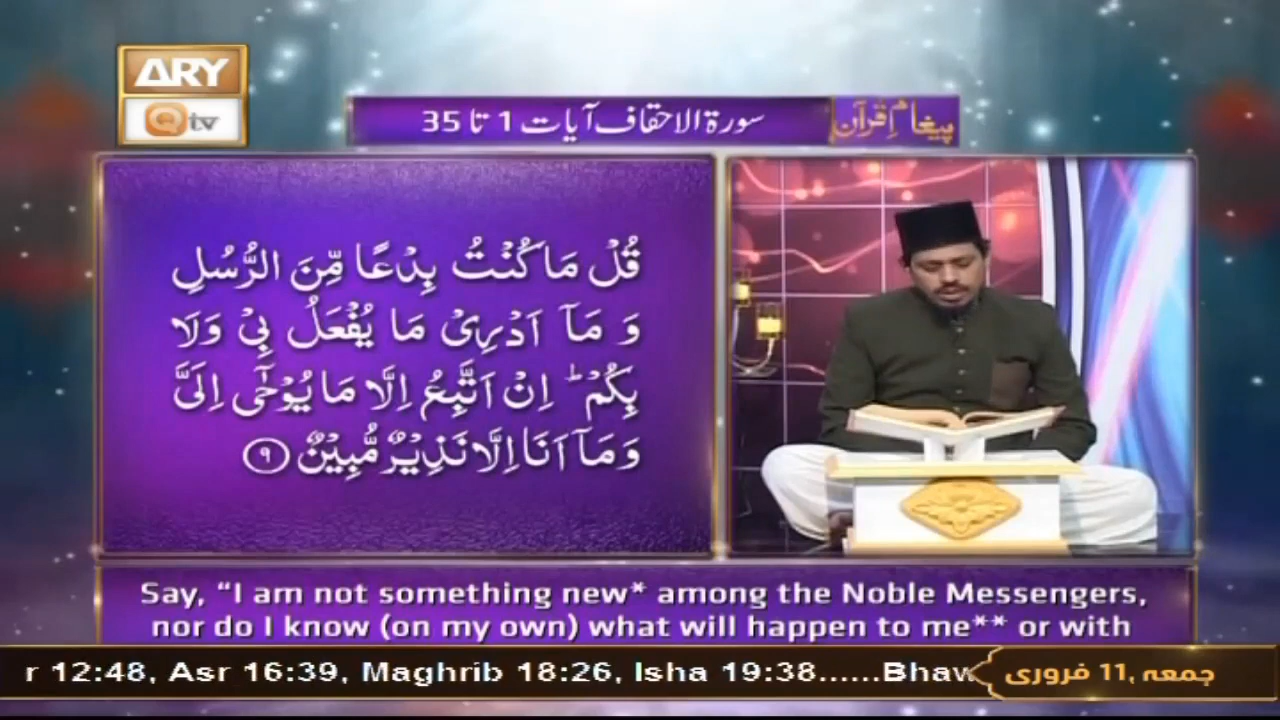 ARY
Qtv
پیغامِ قرآن
سورۃ الاحقاف آیات 1 تا 35
قُلْ مَا كُنْتُ بِدْعًا مِّنَ الرُّسُلِ
وَ مَاۤ اَدْرِیْ مَا یُفْعَلُ بِیْ وَلَا
بِكُمْ ؕ اِنْ اَتَّبِعُ اِلَّا مَا یُوْحٰۤی اِلَیَّ
وَمَاۤ اَنَا اِلَّا نَذِیْرٌ مُّبِیْنٌ ۹
Say, “I am not something new* among the Noble Messengers,
nor do I know (on my own) what will happen to me** or with
r 12:48, Asr 16:39, Maghrib 18:26, Isha 19:38......Bhaw
جمعہ ,11 فروری